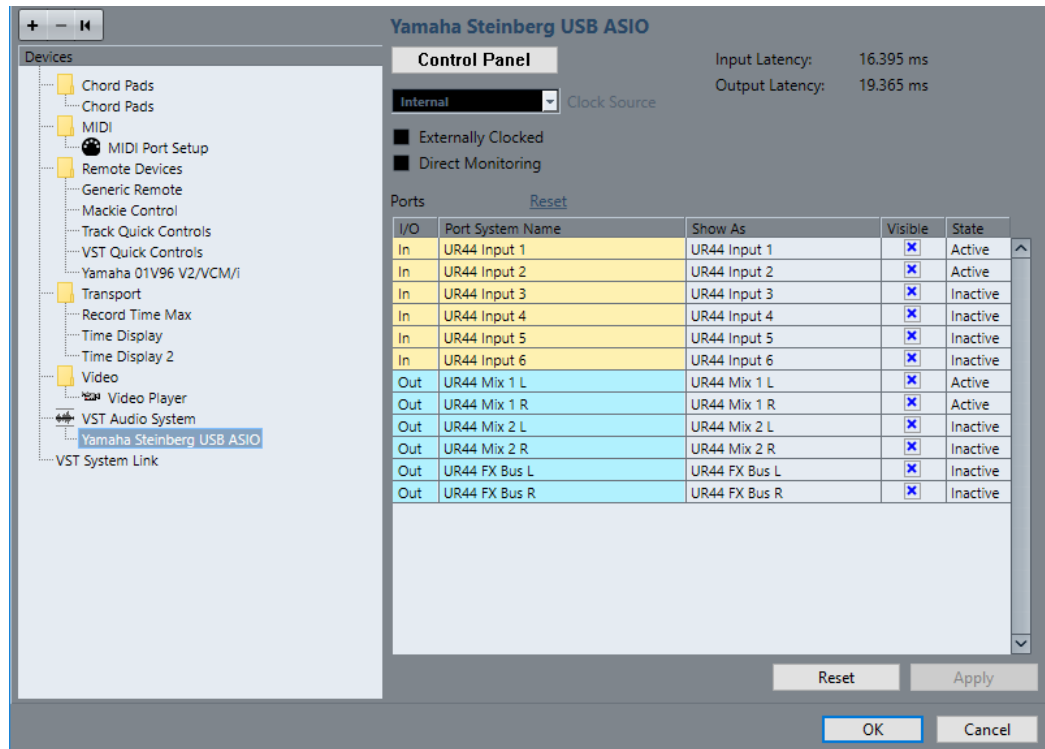 Yamaha Steinberg USB ASIO
Devices
Chord Pads
Chord Pads
MIDI
MIDI Port Setup
Remote Devices
Generic Remote
Mackie Control
Track Quick Controls
VST Quick Controls
Yamaha 01V96 V2/VCM/i
Transport
Record Time Max
Time Display
Time Display 2
Video
Video Player
VST Audio System
Yamaha Steinberg USB ASIO
VST System Link
Control Panel
Input Latency: 16.395 ms
Output Latency: 19.365 ms
Internal Clock Source
Externally Clocked
Direct Monitoring
Ports Reset
I/O Port System Name Show As Visible State
In UR44 Input 1 UR44 Input 1 Active
In UR44 Input 2 UR44 Input 2 Active
In UR44 Input 3 UR44 Input 3 Inactive
In UR44 Input 4 UR44 Input 4 Inactive
In UR44 Input 5 UR44 Input 5 Inactive
In UR44 Input 6 UR44 Input 6 Inactive
Out UR44 Mix 1 L UR44 Mix 1 L Active
Out UR44 Mix 1 R UR44 Mix 1 R Active
Out UR44 Mix 2 L UR44 Mix 2 L Inactive
Out UR44 Mix 2 R UR44 Mix 2 R Inactive
Out UR44 FX Bus L UR44 FX Bus L Inactive
Out UR44 FX Bus R UR44 FX Bus R Inactive
Reset Apply
OK Cancel